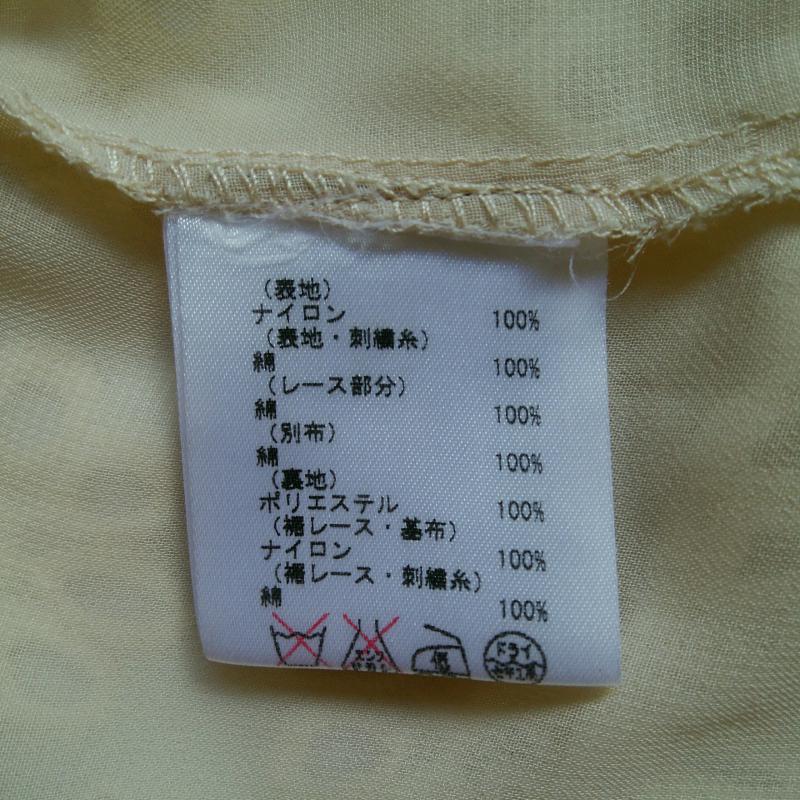 (表地)
ナイロン 100%
(表地・刺繍糸)
綿 100%
(レース部分)
綿 100%
(別布)
綿 100%
(裏地)
ポリエステル 100%
(裾レース・基布)
ナイロン 100%
(裾レース・刺繍糸)
綿 100%
低
ドライ